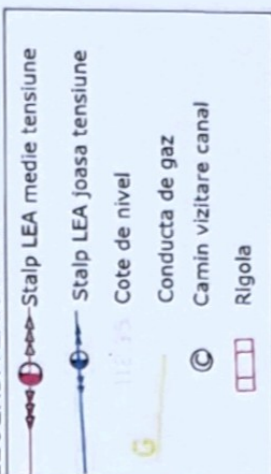 Stalp LEA medie tensiune
Stalp LEA joasa tensiune
Cote de nivel
G Conducta de gaz
© Camin vizitare canal
Rigola